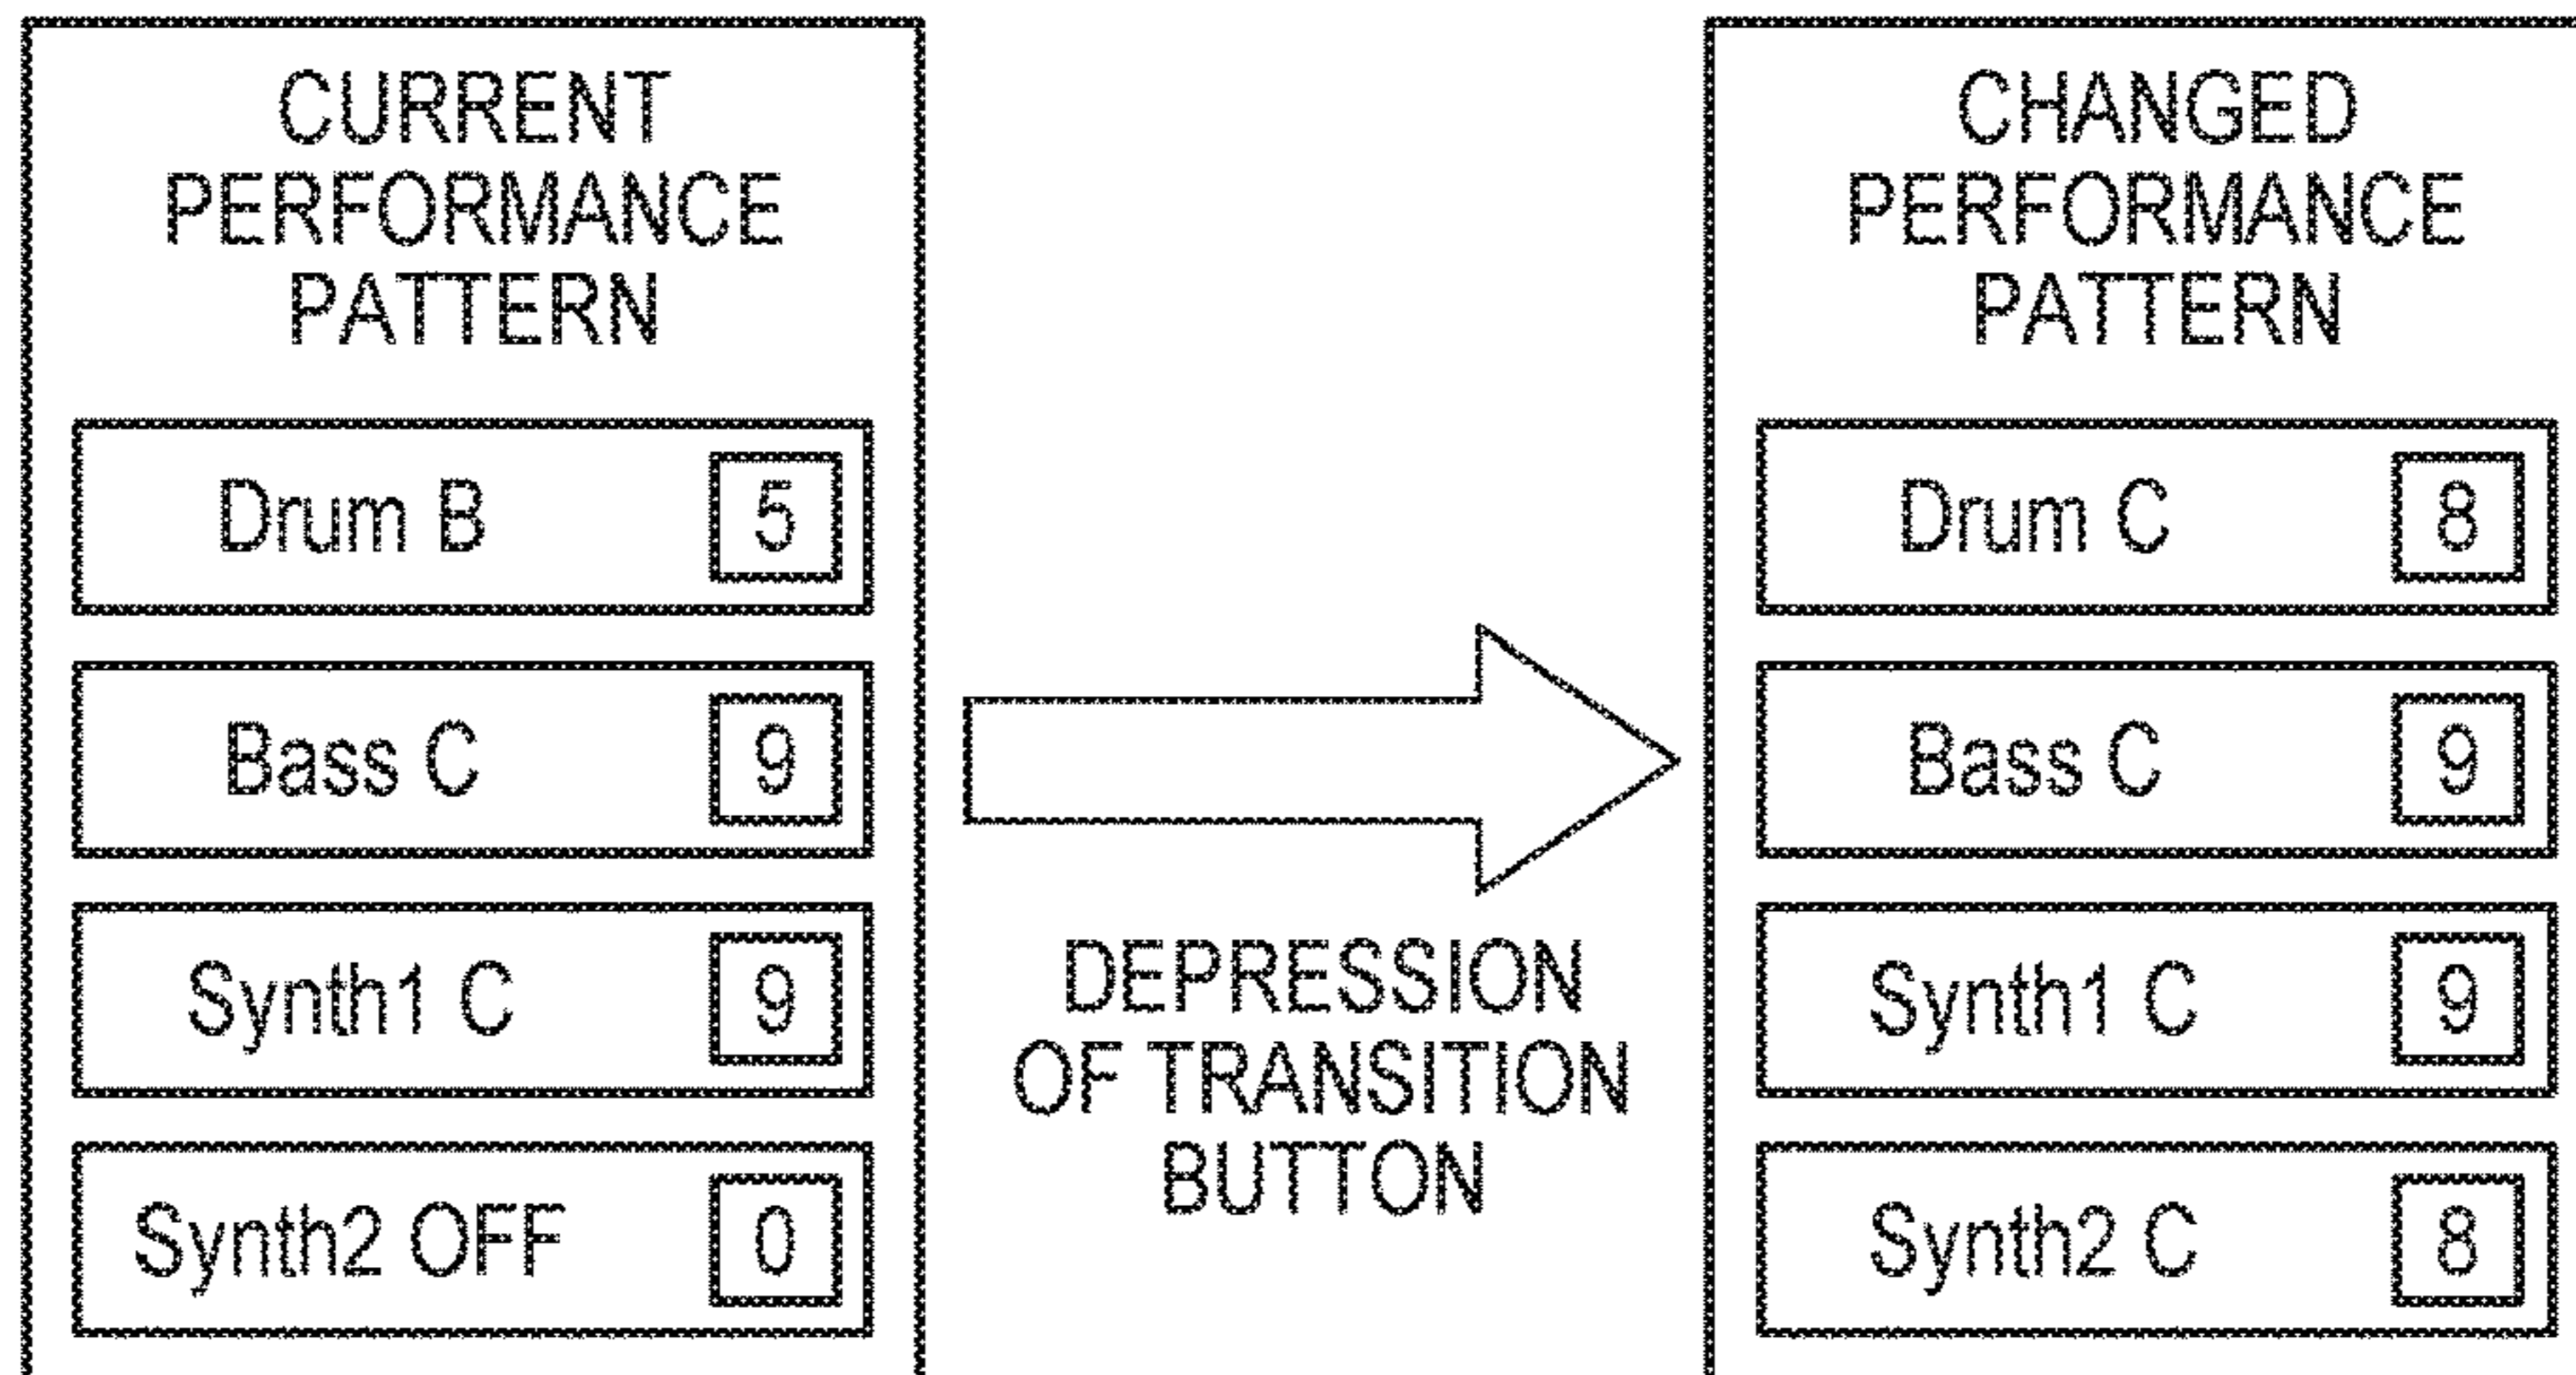 CURRENT
PERFORMANCE
PATTERN
Drum B 5
Bass C 9
Synth1 C 9
Synth2 OFF 0
DEPRESSION
OF TRANSITION
BUTTON
CHANGED
PERFORMANCE
PATTERN
Drum C 8
Bass C 9
Synth1 C 9
Synth2 C 8